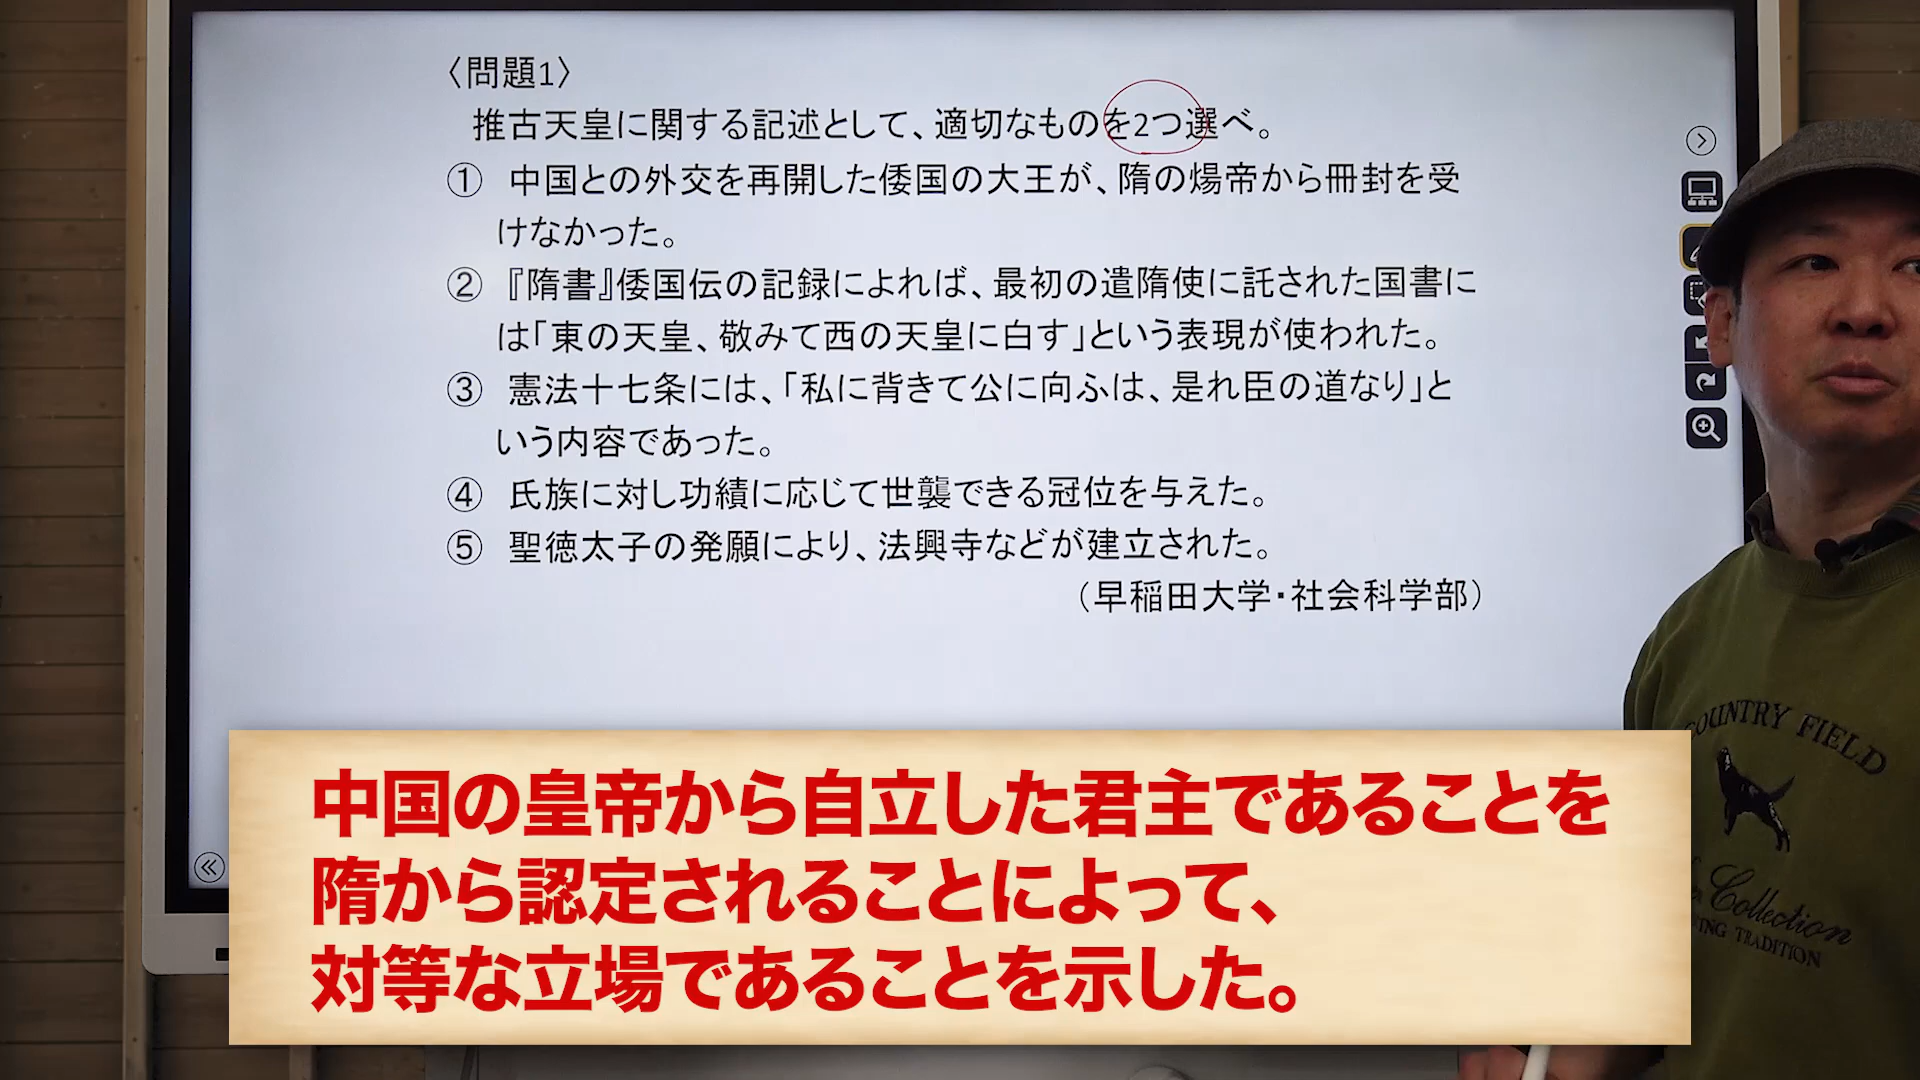 〈問題1〉
推古天皇に関する記述として、適切なものを2つ選べ。
① 中国との外交を再開した倭国の大王が、隋の煬帝から冊封を受
けなかった。
② 『隋書』倭国伝の記録によれば、最初の遣隋使に託された国書に
は「東の天皇、敬みて西の天皇に白す」という表現が使われた。
③ 憲法十七条には、「私に背きて公に向ふは、是れ臣の道なり」と
いう内容であった。
④ 氏族に対し功績に応じて世襲できる冠位を与えた。
⑤ 聖徳太子の発願により、法興寺などが建立された。
（早稲田大学・社会科学部）
中国の皇帝から自立した君主であることを
隋から認定されることによって、
対等な立場であることを示した。
COUNTRY FIELD
Collection
TRADITION